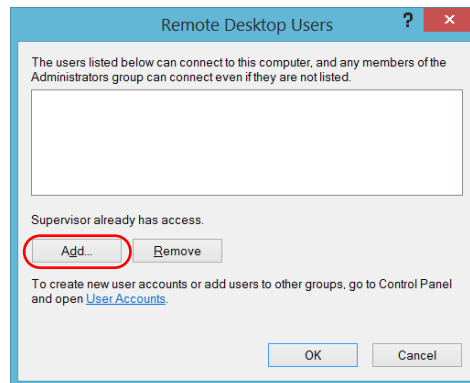 Remote Desktop Users
?
×
The users listed below can connect to this computer, and any members of the
Administrators group can connect even if they are not listed.
Supervisor already has access.
Add...
Remove
To create new user accounts or add users to other groups, go to Control Panel
and open User Accounts.
OK
Cancel